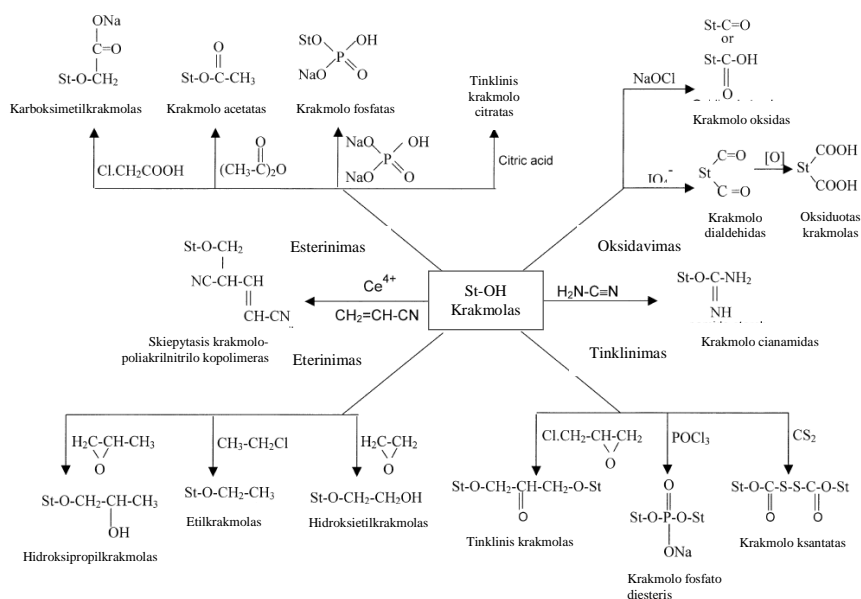 ONa
C=O
St-O-CH₂
Karboksimetilkrakmolas
O
St-O-C-CH₃
Krakmolo acetatas
StO
OH
P
NaO
O
Krakmolo fosfatas
Tinklinis
krakmolo
citratas
St-C=O
or
St-C-OH
O
Krakmolo oksidas
NaOCl
Cl.CH₂COOH
O
(CH₃-C)₂O
NaO
OH
P
NaO
O
Citric acid
C=O
St
C=O
Krakmolo
dialdehidas
[O]
COOH
St
COOH
Oksiduotas
krakmolas
Esterinimas
Oksidavimas
St-O-CH₂
NC-CH-CH
CH-CN
Skiepytasis krakmolo-
poliakrilnitrilo kopolimeras
Ce⁴⁺
CH₂=CH-CN
St-OH
Krakmolas
H₂N-C≡N
St-O-C-NH₂
NH
Krakmolo cianamidas
Eterinimas
Tinklinimas
H₂C-CH-CH₃
O
CH₃-CH₂Cl
H₂C-CH₂
O
Cl.CH₂-CH-CH₂
O
POCl₃
CS₂
St-O-CH₂-CH-CH₃
OH
Hidroksipropilkrakmolas
St-O-CH₂-CH₃
Etilkrakmolas
St-O-CH₂-CH₂OH
Hidroksietilkrakmolas
St-O-CH₂-CH-CH₂-O-St
O
Tinklinis krakmolas
O
St-O-P-O-St
ONa
Krakmolo fosfato
diesteris
St-O-C-S-S-C-O-St
O
O
Krakmolo ksantatas